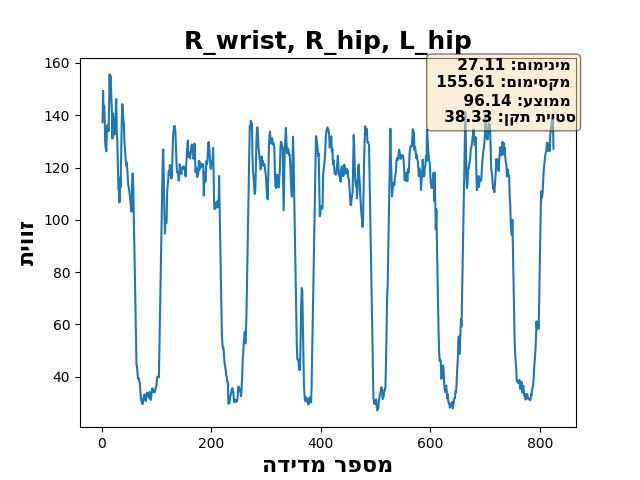 R_wrist, R_hip, L_hip
מינימום: 27.11
מקסימום: 155.61
ממוצע: 96.14
סטיית תקן: 38.33
זווית
160
140
120
100
80
60
40
0 200 400 600 800
מספר מדידה